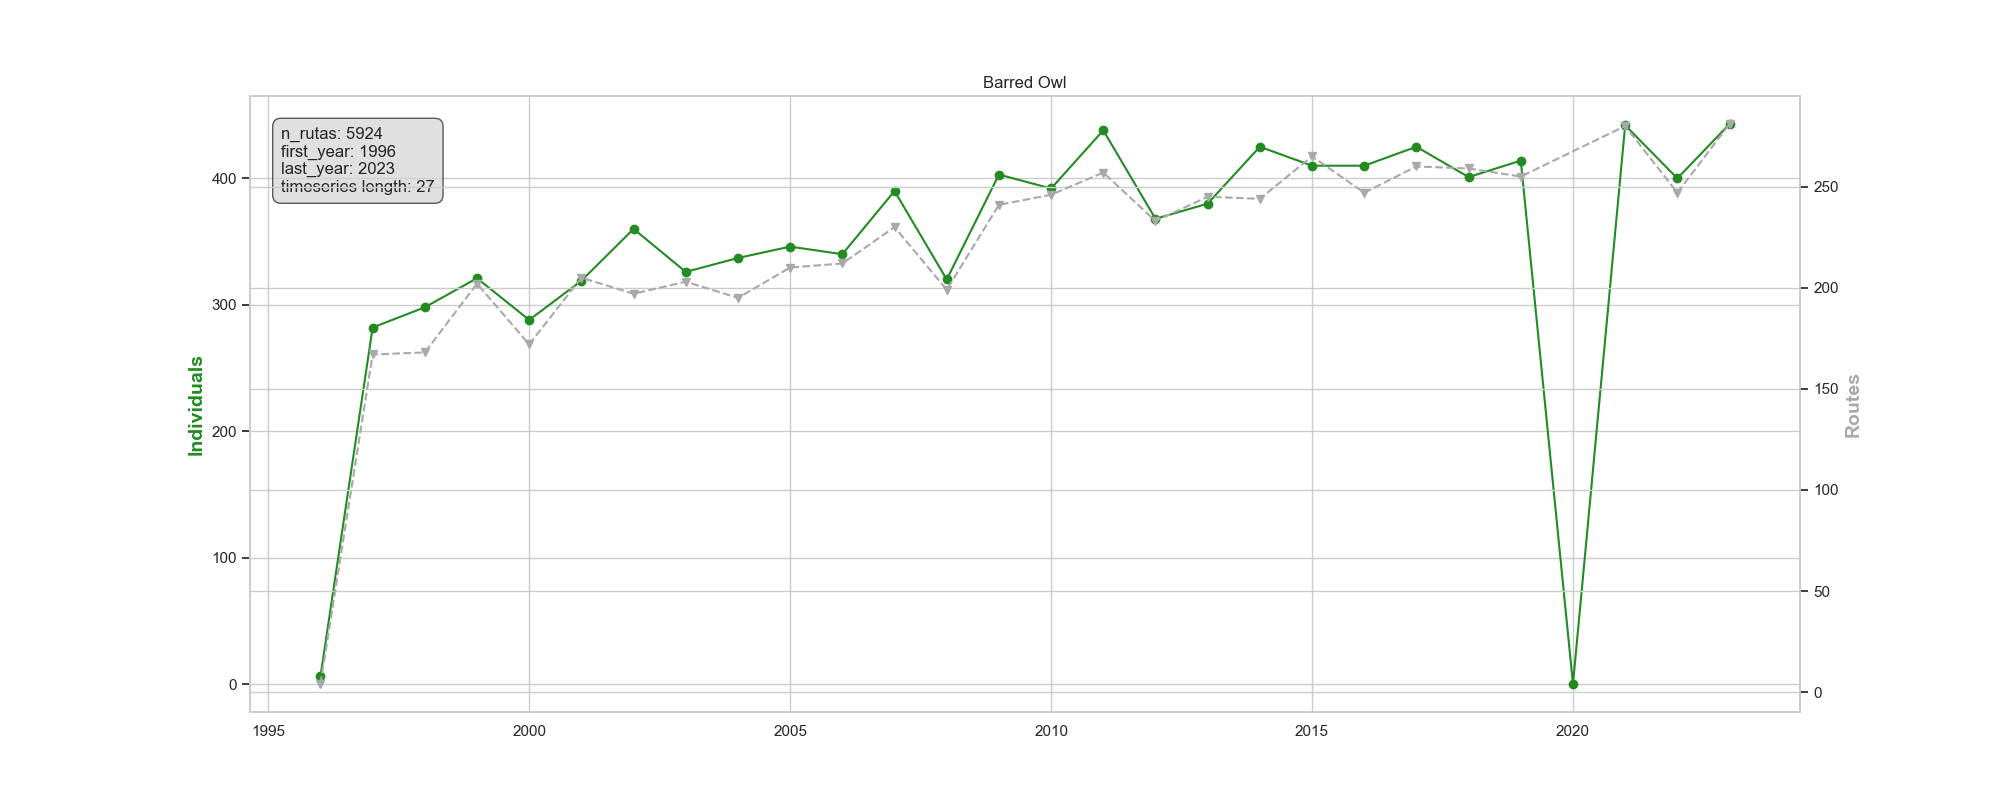 Barred Owl
n_rutas: 5924
first_year: 1996
last_year: 2023
timeseries length: 27
400
300
200
100
0
Individuals
250
200
150
100
50
0
Routes
1995 2000 2005 2010 2015 2020